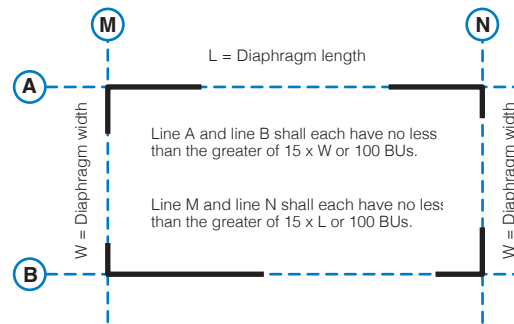 M
N
L = Diaphragm length
A
W = Diaphragm width
W = Diaphragm width
Line A and line B shall each have no less
than the greater of 15 x W or 100 BUs.
Line M and line N shall each have no less
than the greater of 15 x L or 100 BUs.
B